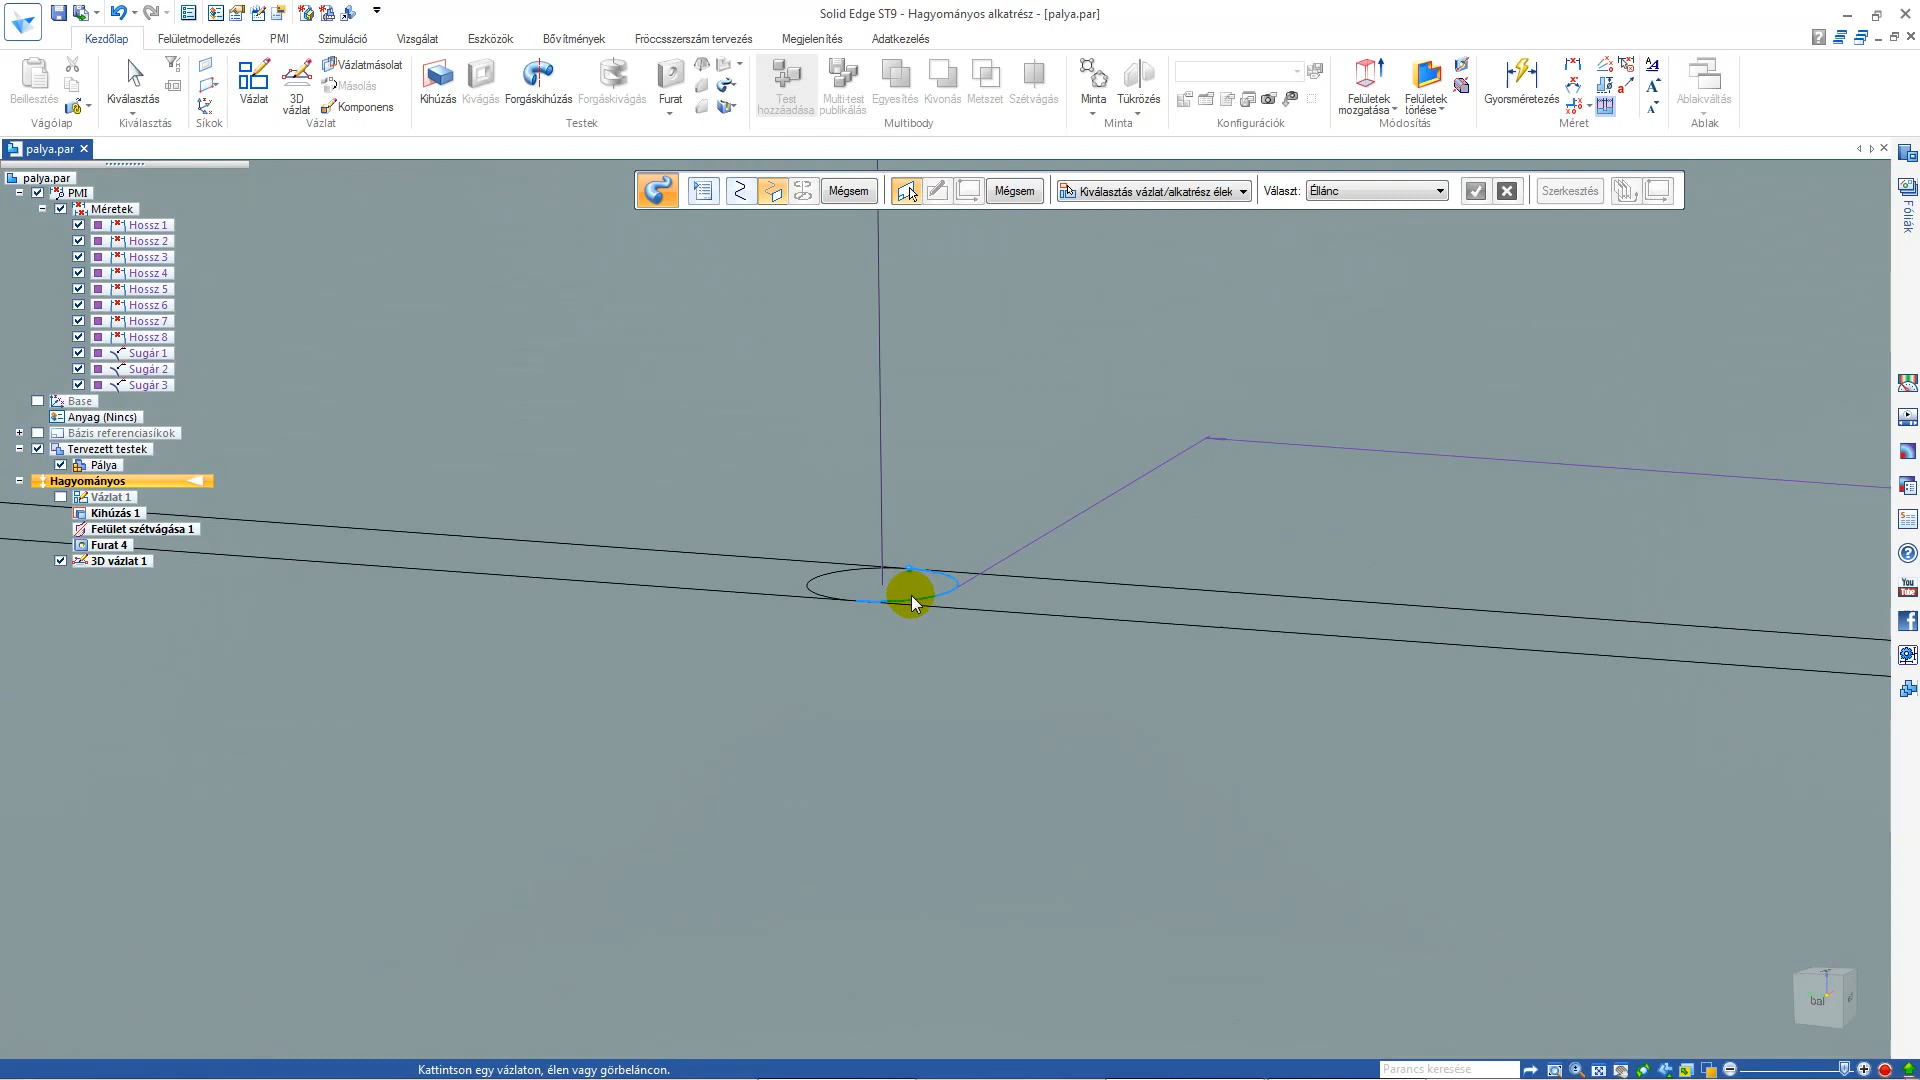 Solid Edge ST9 - Hagyományos alkatrész - [palya.par]
Kezdőlap
Felületmodellezés
PMI
Szimuláció
Vizsgálat
Eszközök
Bővítmények
Fröccsszerszám tervezés
Megjelenítés
Adatkezelés
Beillesztés
Vágólap
Kiválasztás
Kiválasztás
Síkok
Vázlat
3D vázlat
Vázlatmásolat
Másolás
Komponens
Vázlat
Kihúzás
Kivágás
Forgáskihúzás
Forgáskivágás
Furat
Testek
Test hozzáadása
Multi-test publikálás
Egyesítés
Kivonás
Metszet
Szétvágás
Multibody
Minta
Tükrözés
Minta
Konfigurációk
Felületek mozgatása
Felületek törlése
Módosítás
Gyorsméretezés
Méret
Ablakváltás
Ablak
palya.par
Mégsem
Mégsem
Kiválasztás vázlat/alkatrész élek
Választ:
Éllánc
Szerkesztés
palya.par
PMI
Méretek
Hossz 1
Hossz 2
Hossz 3
Hossz 4
Hossz 5
Hossz 6
Hossz 7
Hossz 8
Sugár 1
Sugár 2
Sugár 3
Base
Anyag (Nincs)
Bázis referenciasíkok
Tervezett testek
Pálya
Hagyományos
Vázlat 1
Kihúzás 1
Felület szétvágása 1
Furat 4
3D vázlat 1
Fóliák
You
Tube
bal
Kattintson egy vázlaton, élen vagy görbeláncon.
Parancs keresése